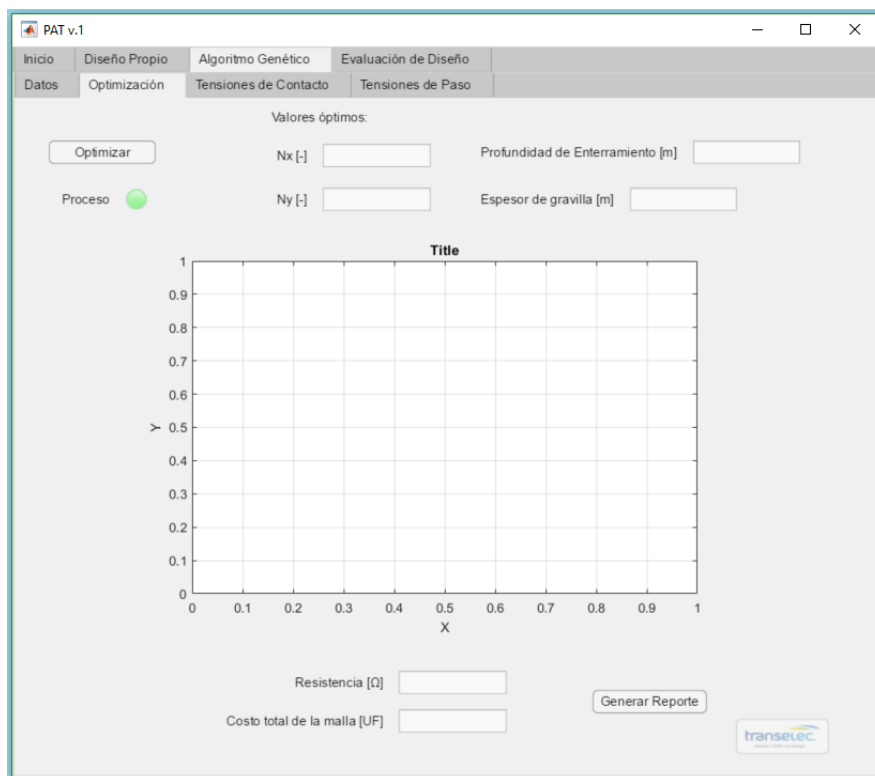 PAT v.1
Inicio Diseño Propio Algoritmo Genético Evaluación de Diseño
Datos Optimización Tensiones de Contacto Tensiones de Paso
Valores óptimos:
Optimizar Nx [-] Profundidad de Enterramiento [m]
Proceso Ny [-] Espesor de gravilla [m]
Title
1
0.9
0.8
0.7
0.6
Y 0.5
0.4
0.3
0.2
0.1
0
0 0.1 0.2 0.3 0.4 0.5 0.6 0.7 0.8 0.9 1
X
Resistencia [Ω]
Generar Reporte
Costo total de la malla [UF]
transelec